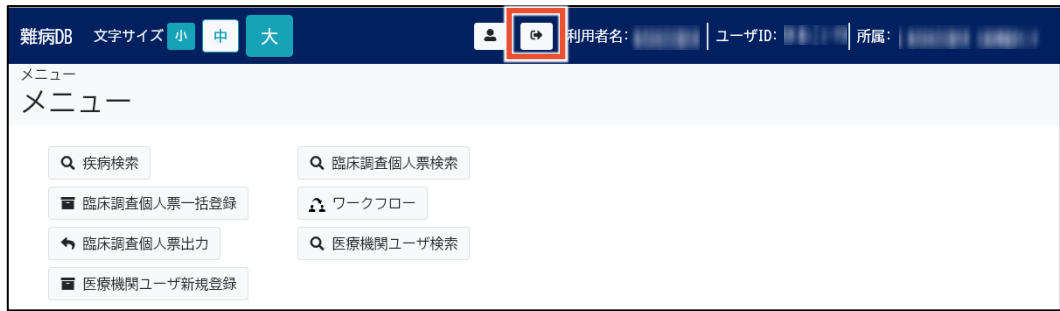 難病DB 文字サイズ 小 中 大 利用者名: ユーザID: 所属:
メニュー
メニュー
疾病検索 臨床調査個人票検索
臨床調査個人票一括登録 ワークフロー
臨床調査個人票出力 医療機関ユーザ検索
医療機関ユーザ新規登録